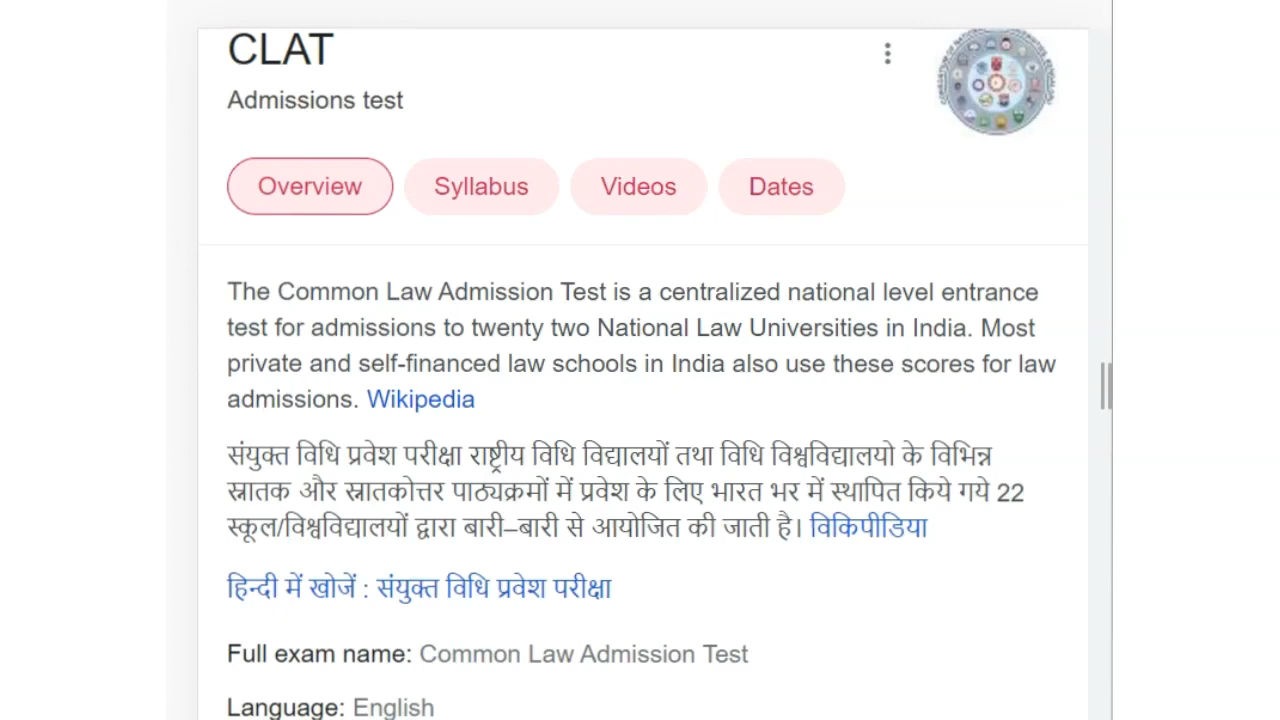 CLAT
Admissions test
Overview
Syllabus
Videos
Dates
The Common Law Admission Test is a centralized national level entrance
test for admissions to twenty two National Law Universities in India. Most
private and self-financed law schools in India also use these scores for law
admissions. Wikipedia
संयुक्त विधि प्रवेश परीक्षा राष्ट्रीय विधि विद्यालयों तथा विधि विश्वविद्यालयो के विभिन्न
स्नातक और स्नातकोत्तर पाठ्यक्रमों में प्रवेश के लिए भारत भर में स्थापित किये गये 22
स्कूल/विश्वविद्यालयों द्वारा बारी–बारी से आयोजित की जाती है। विकिपीडिया
हिन्दी में खोजें : संयुक्त विधि प्रवेश परीक्षा
Full exam name: Common Law Admission Test
Language: English